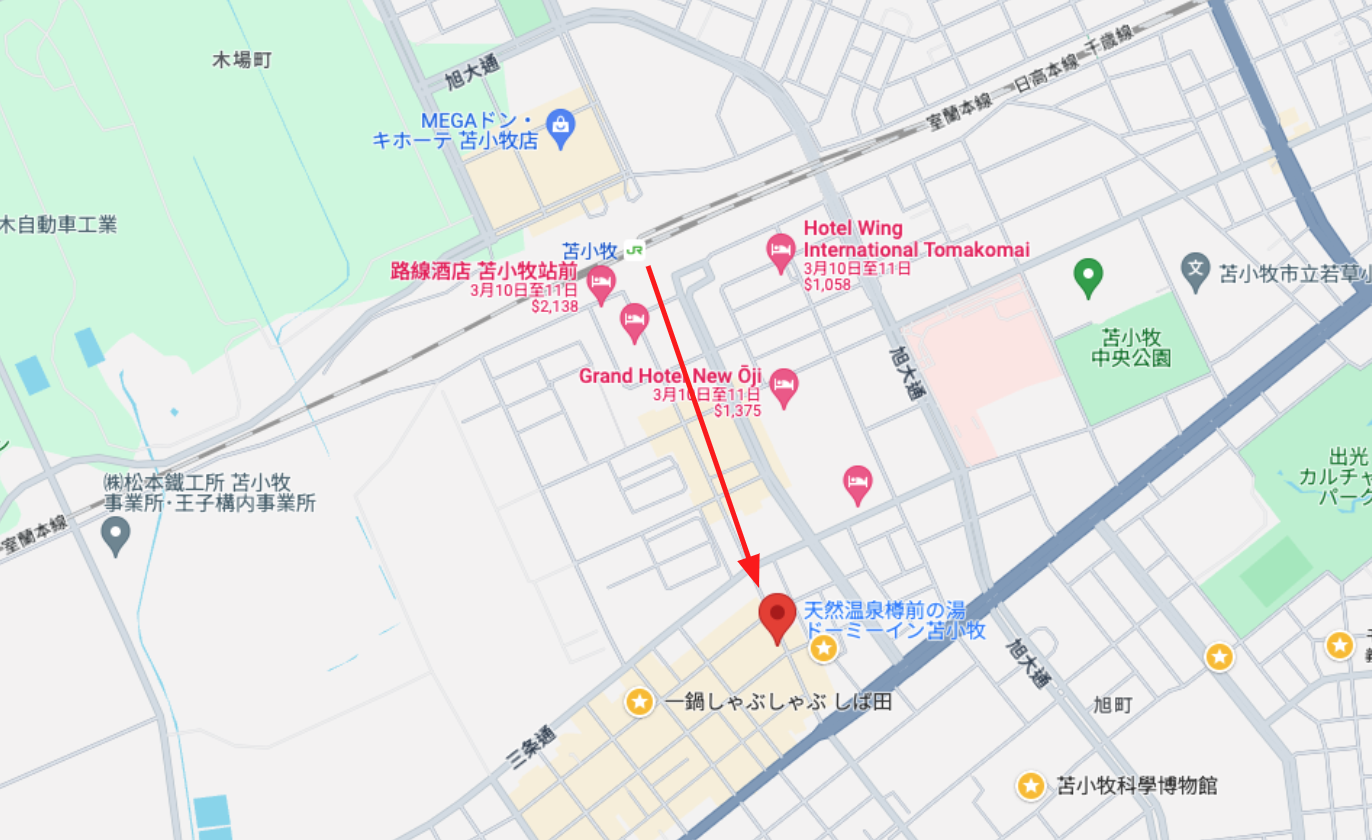 木場町
旭大通
MEGAドン・
キホーテ 苫小牧店
室蘭本線
日高本線
千歳線
木自動車工業
苫小牧
JR
路線酒店 苫小牧站前
3月10日至11日
$2,138
Hotel Wing
International Tomakomai
3月10日至11日
$1,058
文
苫小牧市立若草小
苫小牧
中央公園
旭大通
Grand Hotel New Ōji
3月10日至11日
$1,375
出光
カルチャ
パーク
㈱松本鐵工所 苫小牧
事業所･王子構内事業所
室蘭本線
天然温泉樽前の湯
ドーミーイン苫小牧
旭大通
一鍋しゃぶしゃぶ しば田
旭町
三条通
苫小牧科學博物館